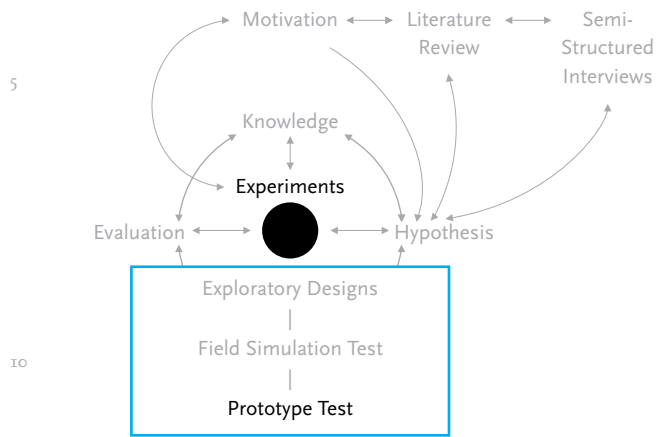 Motivation
Literature
Review
Semi-
Structured
Interviews
5
Knowledge
Experiments
Evaluation
Hypothesis
Exploratory Designs
Field Simulation Test
10
Prototype Test